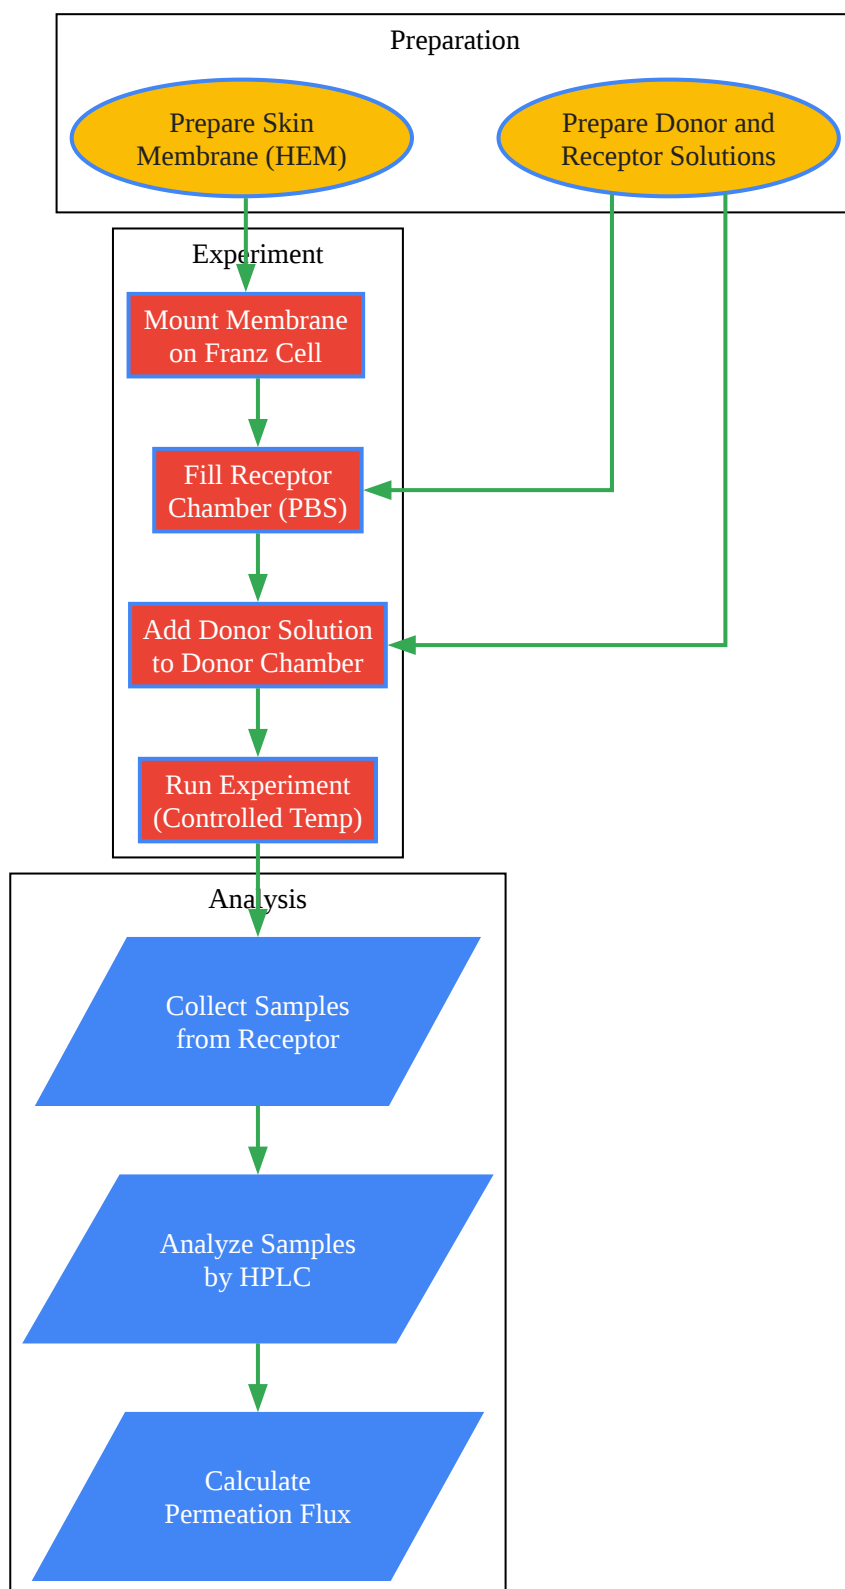 Preparation
Prepare Skin
Membrane (HEM)
Prepare Donor and
Receptor Solutions
Experiment
Mount Membrane
on Franz Cell
Fill Receptor
Chamber (PBS)
Add Donor Solution
to Donor Chamber
Run Experiment
(Controlled Temp)
Analysis
Collect Samples
from Receptor
Analyze Samples
by HPLC
Calculate
Permeation Flux